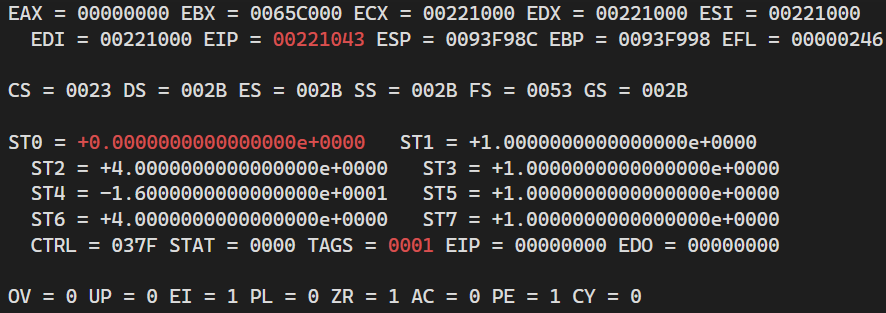 EAX = 00000000 EBX = 0065C000 ECX = 00221000 EDX = 00221000 ESI = 00221000
EDI = 00221000 EIP = 00221043 ESP = 0093F98C EBP = 0093F998 EFL = 00000246
CS = 0023 DS = 002B ES = 002B SS = 002B FS = 0053 GS = 002B
ST0 = +0.0000000000000000e+0000 ST1 = +1.0000000000000000e+0000
ST2 = +4.0000000000000000e+0000 ST3 = +1.0000000000000000e+0000
ST4 = -1.6000000000000000e+0001 ST5 = +1.0000000000000000e+0000
ST6 = +4.0000000000000000e+0000 ST7 = +1.0000000000000000e+0000
CTRL = 037F STAT = 0000 TAGS = 0001 EIP = 00000000 EDO = 00000000
OV = 0 UP = 0 EI = 1 PL = 0 ZR = 1 AC = 0 PE = 1 CY = 0